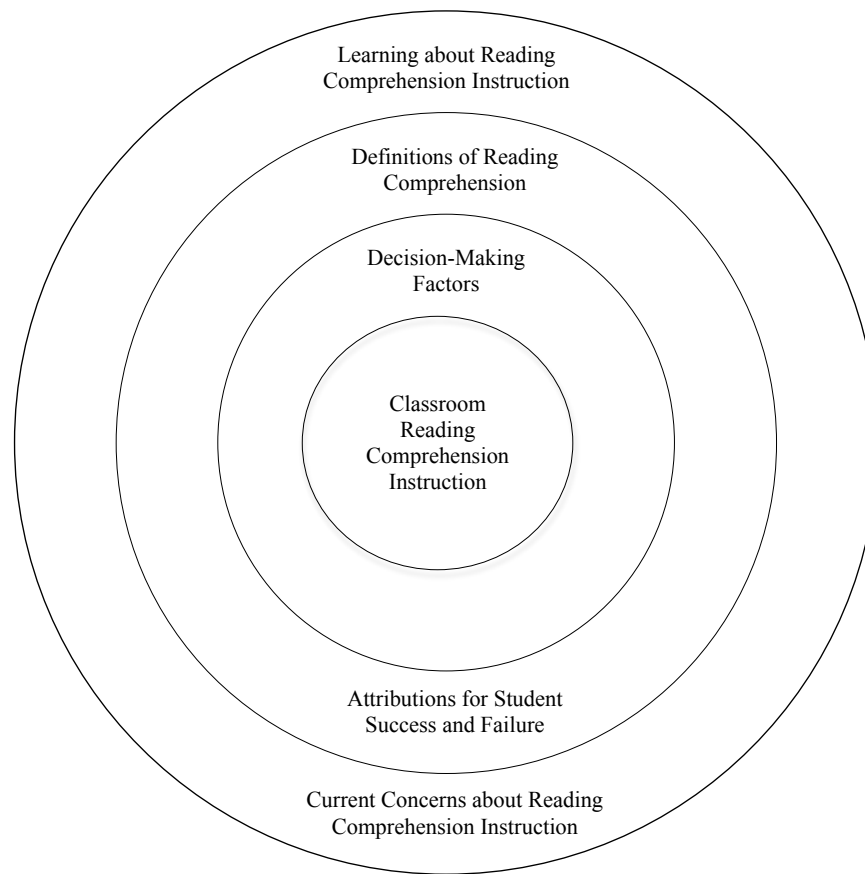 Learning about Reading
Comprehension Instruction
Definitions of Reading
Comprehension
Decision-Making
Factors
Classroom
Reading
Comprehension
Instruction
Attributions for Student
Success and Failure
Current Concerns about Reading
Comprehension Instruction